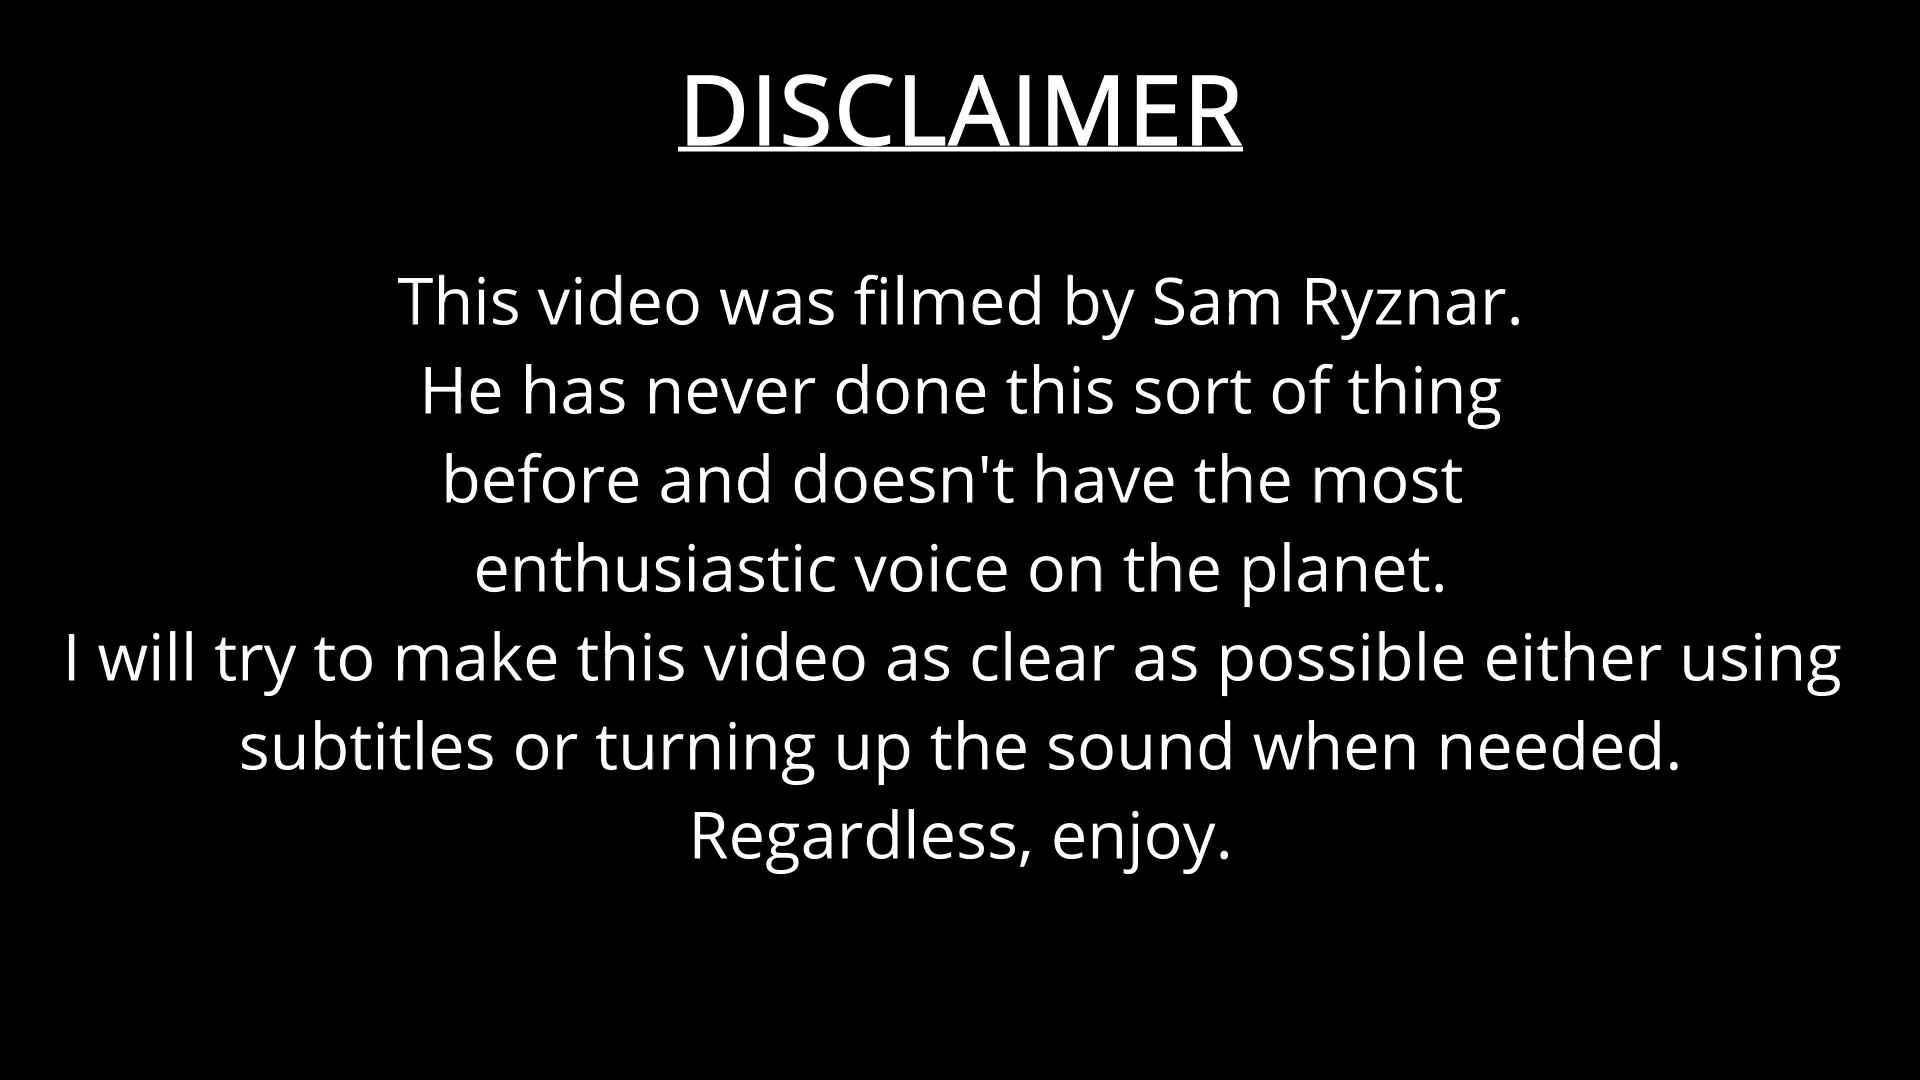 DISCLAIMER
This video was filmed by Sam Ryznar.
He has never done this sort of thing
before and doesn't have the most
enthusiastic voice on the planet.
I will try to make this video as clear as possible either using
subtitles or turning up the sound when needed.
Regardless, enjoy.